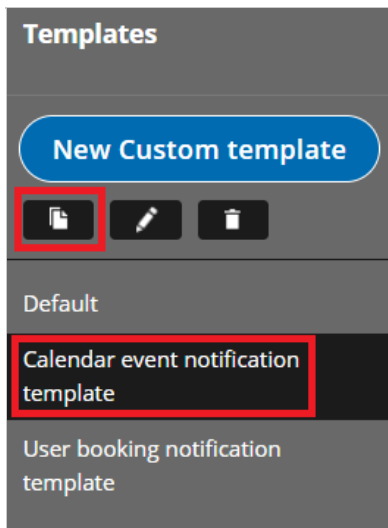 Templates
New Custom template
Default
Calendar event notification
template
User booking notification
template